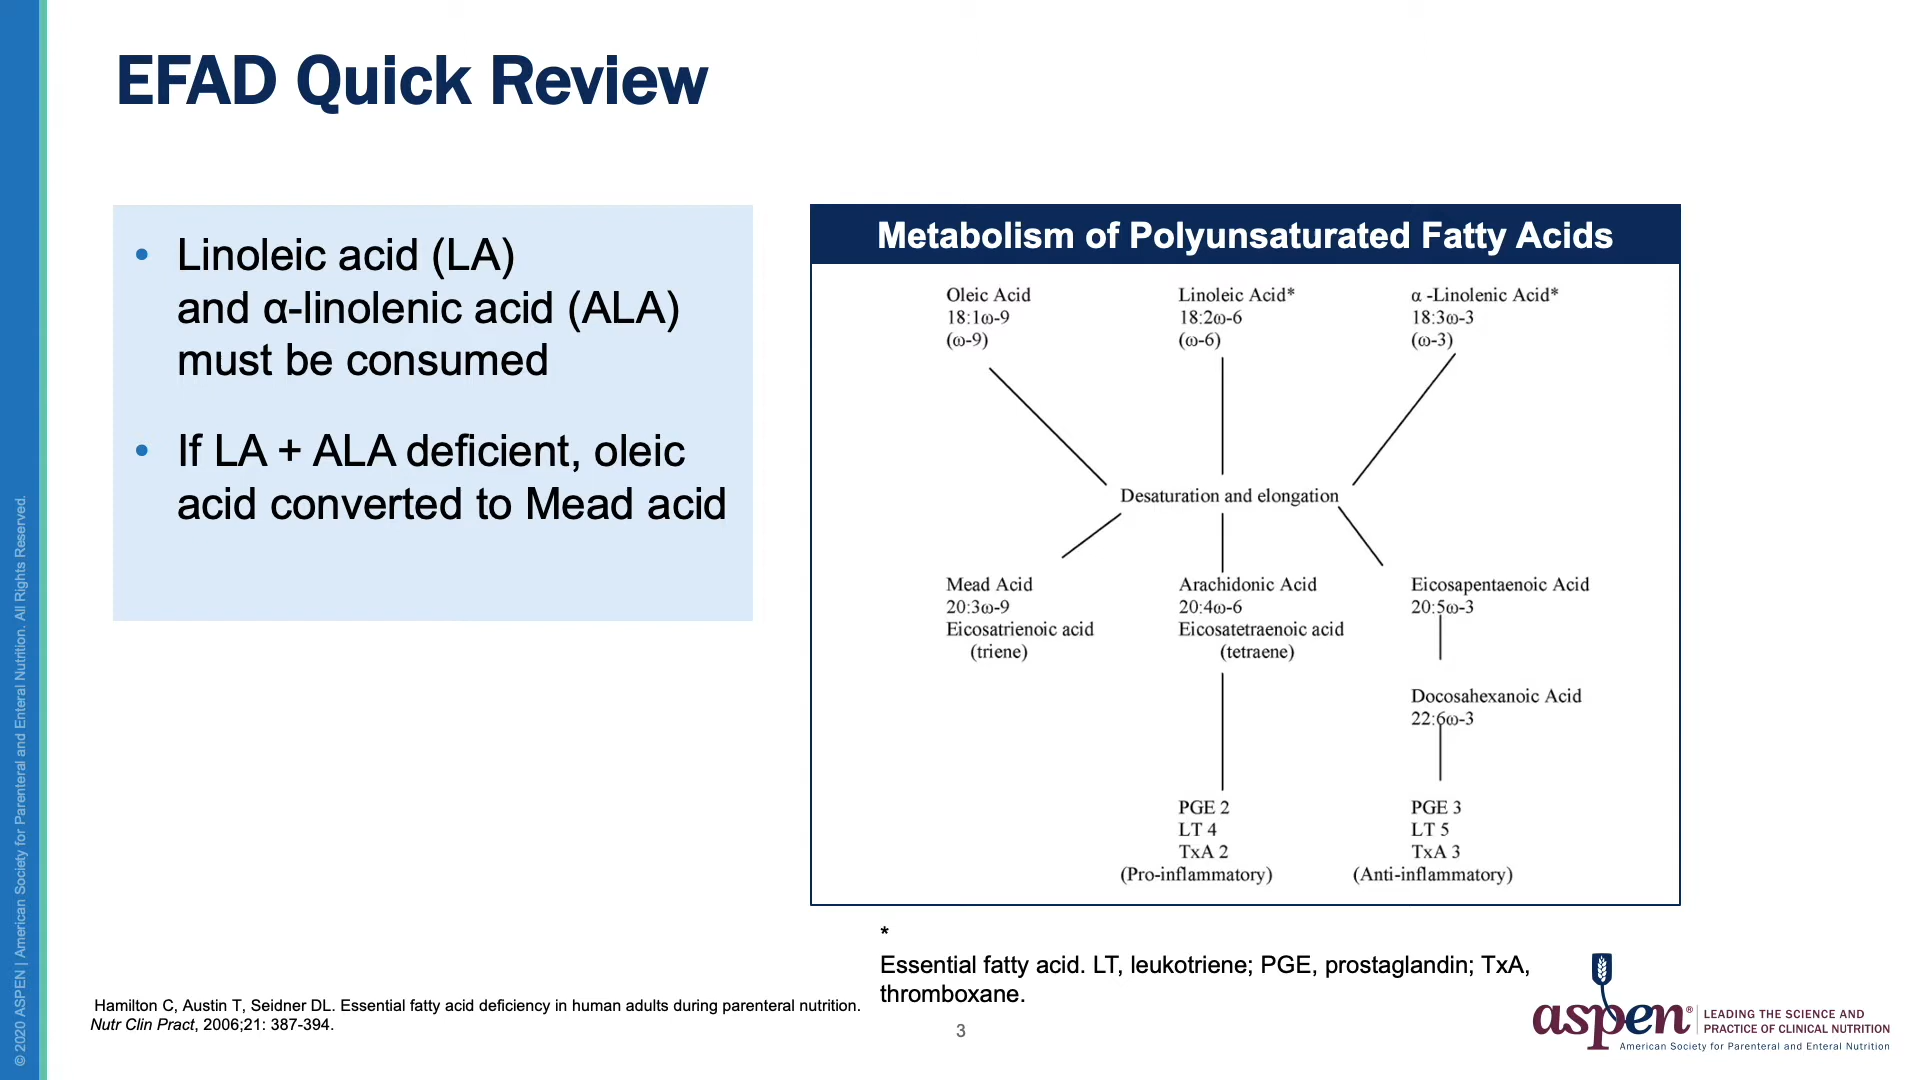 EFAD Quick Review
• Linoleic acid (LA)
and α-linolenic acid (ALA)
must be consumed
• If LA + ALA deficient, oleic
acid converted to Mead acid
Metabolism of Polyunsaturated Fatty Acids
Oleic Acid
18:1ω-9
(ω-9)
Linoleic Acid*
18:2ω-6
(ω-6)
α -Linolenic Acid*
18:3ω-3
(ω-3)
Desaturation and elongation
Mead Acid
20:3ω-9
Eicosatrienoic acid
(triene)
Arachidonic Acid
20:4ω-6
Eicosatetraenoic acid
(tetraene)
Eicosapentaenoic Acid
20:5ω-3
Docosahexanoic Acid
22:6ω-3
PGE 2
LT 4
TxA 2
(Pro-inflammatory)
PGE 3
LT 5
TxA 3
(Anti-inflammatory)
*
Essential fatty acid. LT, leukotriene; PGE, prostaglandin; TxA,
thromboxane.
Hamilton C, Austin T, Seidner DL. Essential fatty acid deficiency in human adults during parenteral nutrition.
Nutr Clin Pract, 2006;21: 387-394.
3
aspen®
LEADING THE SCIENCE AND
PRACTICE OF CLINICAL NUTRITION
American Society for Parenteral and Enteral Nutrition
© 2020 ASPEN | American Society for Parenteral and Enteral Nutrition. All Rights Reserved.